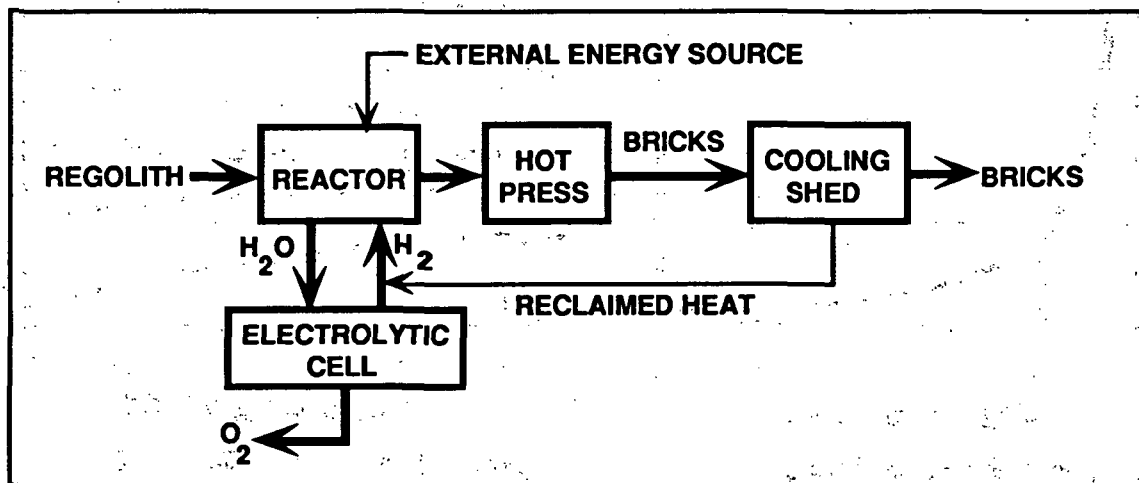 EXTERNAL ENERGY SOURCE
REGOLITH
REACTOR
HOT
PRESS
BRICKS
COOLING
SHED
BRICKS
H2O
H2
RECLAIMED HEAT
ELECTROLYTIC
CELL
O2